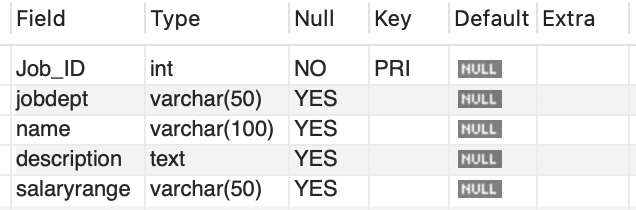 Field Type Null Key Default Extra
Job_ID int NO PRI NULL
jobdept varchar(50) YES NULL
name varchar(100) YES NULL
description text YES NULL
salaryrange varchar(50) YES NULL